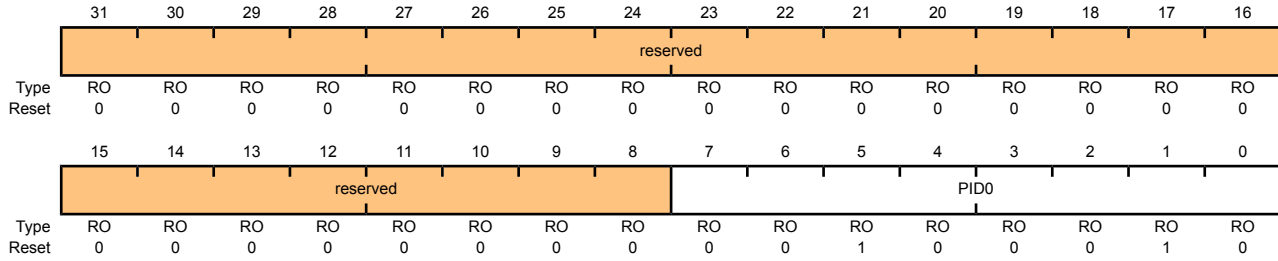 31 30 29 28 27 26 25 24 23 22 21 20 19 18 17 16
reserved
Type RO RO RO RO RO RO RO RO RO RO RO RO RO RO RO RO
Reset 0 0 0 0 0 0 0 0 0 0 0 0 0 0 0 0
15 14 13 12 11 10 9 8 7 6 5 4 3 2 1 0
reserved PID0
Type RO RO RO RO RO RO RO RO RO RO RO RO RO RO RO RO
Reset 0 0 0 0 0 0 0 0 0 0 1 0 0 0 1 0